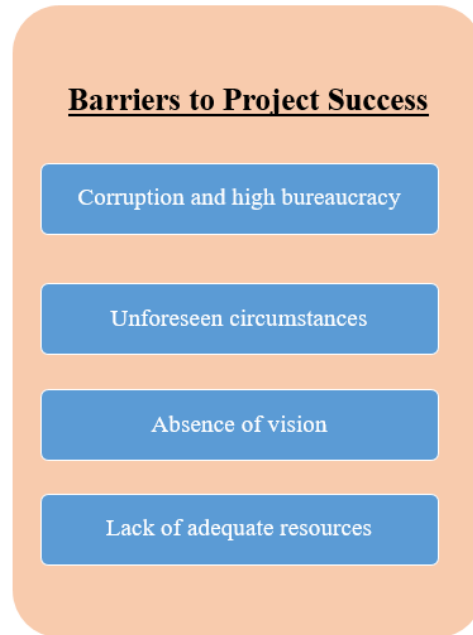 Barriers to Project Success
Corruption and high bureaucracy
Unforeseen circumstances
Absence of vision
Lack of adequate resources